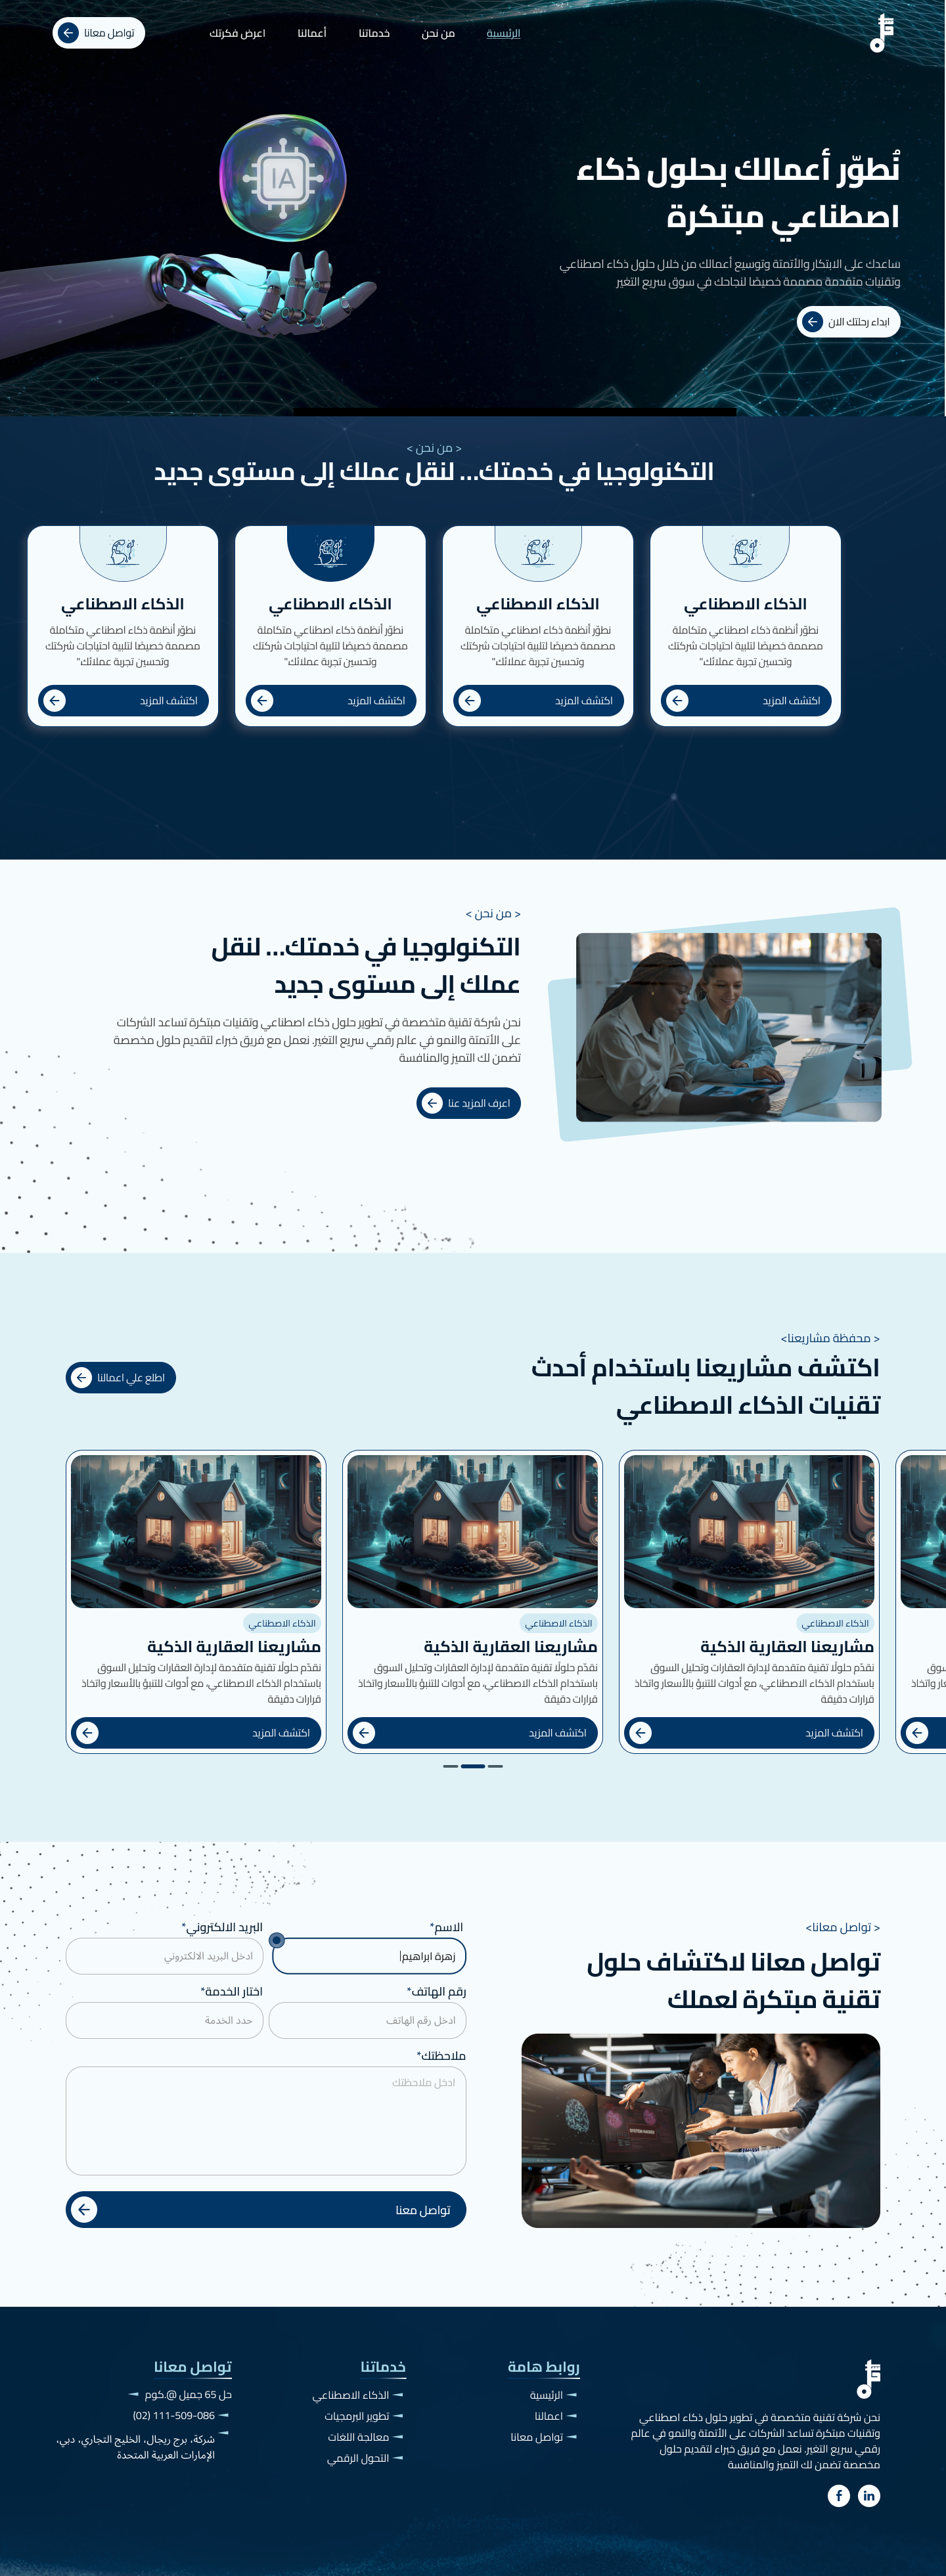 الرئيسية
من نحن
خدماتنا
أعمالنا
اعرض فكرتك
تواصل معانا
IA
نُطوّر أعمالك بحلول ذكاء
اصطناعي مبتكرة
ساعدك على الابتكار والأتمتة وتوسيع أعمالك من خلال حلول ذكاء اصطناعي
وتقنيات متقدمة مصممة خصيصًا لنجاحك في سوق سريع التغير
ابداء رحلتك الان
< من نحن >
التكنولوجيا في خدمتك... لنقل عملك إلى مستوى جديد
الذكاء الاصطناعي
نطوّر أنظمة ذكاء اصطناعي متكاملة
مصممة خصيصًا لتلبية احتياجات شركتك
وتحسين تجربة عملائك."
اكتشف المزيد
الذكاء الاصطناعي
نطوّر أنظمة ذكاء اصطناعي متكاملة
مصممة خصيصًا لتلبية احتياجات شركتك
وتحسين تجربة عملائك."
اكتشف المزيد
الذكاء الاصطناعي
نطوّر أنظمة ذكاء اصطناعي متكاملة
مصممة خصيصًا لتلبية احتياجات شركتك
وتحسين تجربة عملائك."
اكتشف المزيد
الذكاء الاصطناعي
نطوّر أنظمة ذكاء اصطناعي متكاملة
مصممة خصيصًا لتلبية احتياجات شركتك
وتحسين تجربة عملائك."
اكتشف المزيد
< من نحن >
التكنولوجيا في خدمتك... لنقل
عملك إلى مستوى جديد
نحن شركة تقنية متخصصة في تطوير حلول ذكاء اصطناعي وتقنيات مبتكرة تساعد الشركات
على الأتمتة والنمو في عالم رقمي سريع التغير. نعمل مع فريق خبراء لتقديم حلول مخصصة
تضمن لك التميز والمنافسة
اعرف المزيد عنا
< محفظة مشاريعنا>
اكتشف مشاريعنا باستخدام أحدث
تقنيات الذكاء الاصطناعي
اطلع علي اعمالنا
الذكاء الاصطناعي
مشاريعنا العقارية الذكية
نقدّم حلولًا تقنية متقدمة لإدارة العقارات وتحليل السوق
باستخدام الذكاء الاصطناعي، مع أدوات للتنبؤ بالأسعار واتخاذ
قرارات دقيقة
اكتشف المزيد
الذكاء الاصطناعي
مشاريعنا العقارية الذكية
نقدّم حلولًا تقنية متقدمة لإدارة العقارات وتحليل السوق
باستخدام الذكاء الاصطناعي، مع أدوات للتنبؤ بالأسعار واتخاذ
قرارات دقيقة
اكتشف المزيد
الذكاء الاصطناعي
مشاريعنا العقارية الذكية
نقدّم حلولًا تقنية متقدمة لإدارة العقارات وتحليل السوق
باستخدام الذكاء الاصطناعي، مع أدوات للتنبؤ بالأسعار واتخاذ
قرارات دقيقة
اكتشف المزيد
< تواصل معانا>
تواصل معانا لاكتشاف حلول
تقنية مبتكرة لعملك
الاسم*
زهرة ابراهيم
البريد الالكتروني*
ادخل البريد الالكتروني
رقم الهاتف*
ادخل رقم الهاتف
اختار الخدمة*
حدد الخدمة
ملاحظتك*
ادخل ملاحظتك
تواصل معنا
نحن شركة تقنية متخصصة في تطوير حلول ذكاء اصطناعي
وتقنيات مبتكرة تساعد الشركات على الأتمتة والنمو في عالم
رقمي سريع التغير. نعمل مع فريق خبراء لتقديم حلول
مخصصة تضمن لك التميز والمنافسة
روابط هامة
الرئيسية
اعمالنا
تواصل معانا
خدماتنا
الذكاء الاصطناعي
تطوير البرمجيات
معالجة اللغات
التحول الرقمي
تواصل معانا
حل 65 جميل @.كوم
(02) 111-509-086
شركة، برج ريجال، الخليج التجاري، دبي،
الإمارات العربية المتحدة